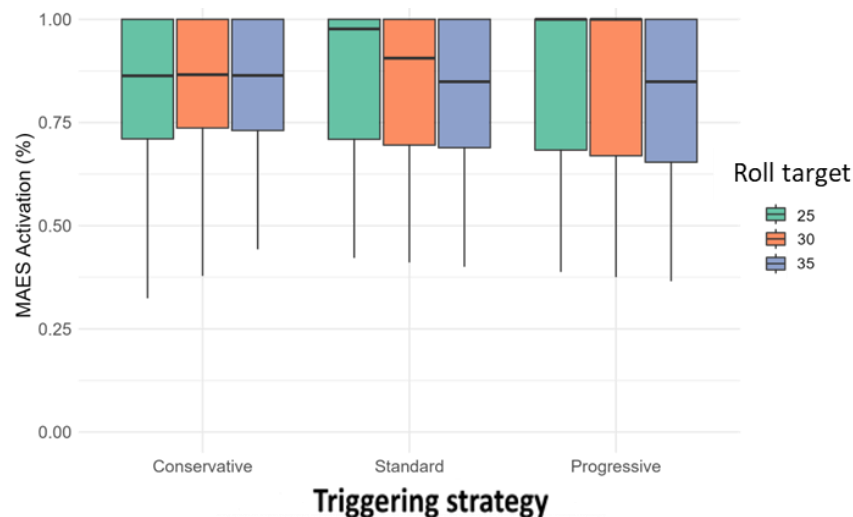 1.00
0.75
0.50
0.25
0.00
MAES Activation (%)
Conservative
Standard
Progressive
Triggering strategy
Roll target
25
30
35